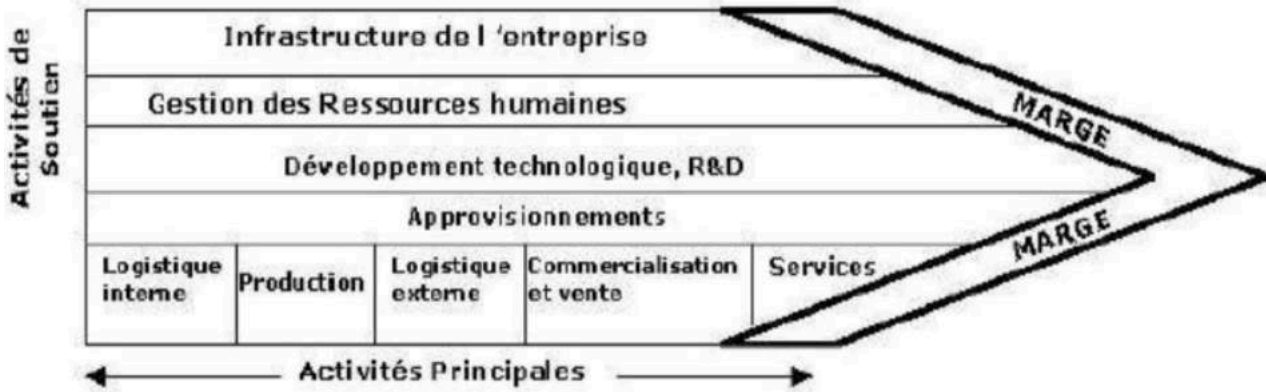 Activités de
Soutien
Infrastructure de l 'entreprise
Gestion des Ressources humaines
Développement technologique, R&D
Approvisionnements
MARGE
MARGE
Logistique
interne
Production
Logistique
externe
Commercialisation
et vente
Services
Activités Principales